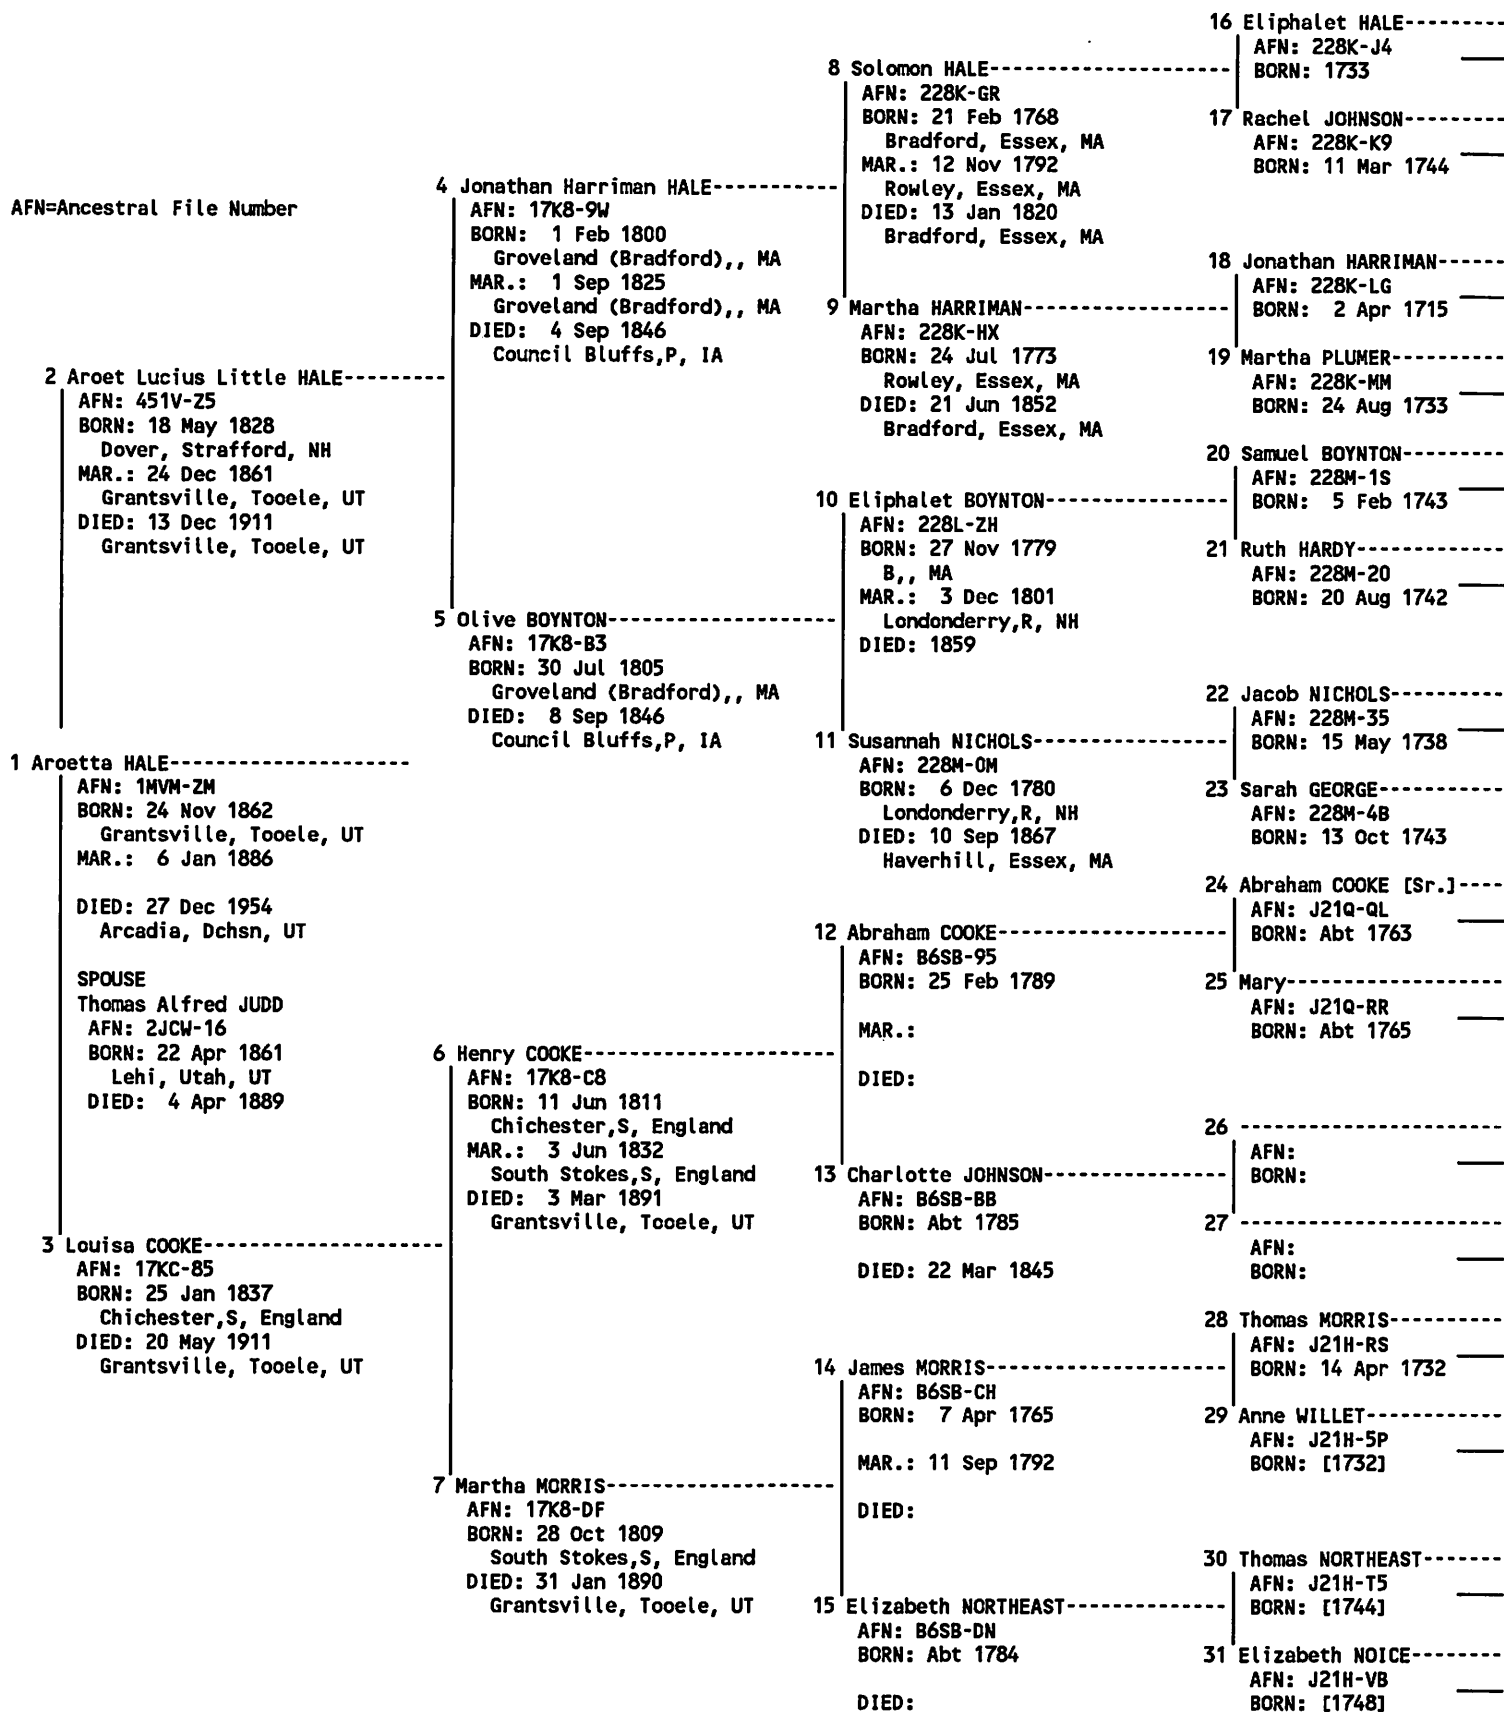 AFN=Ancestral File Number
1 Aroetta HALE--------------------
AFN: 1MVM-ZM
BORN: 24 Nov 1862
Grantsville, Tooele, UT
MAR.: 6 Jan 1886
DIED: 27 Dec 1954
Arcadia, Dchsn, UT
SPOUSE
Thomas Alfred JUDD
AFN: 2JCW-16
BORN: 22 Apr 1861
Lehi, Utah, UT
DIED: 4 Apr 1889
2 Aroet Lucius Little HALE---------
AFN: 451V-Z5
BORN: 18 May 1828
Dover, Strafford, NH
MAR.: 24 Dec 1861
Grantsville, Tooele, UT
DIED: 13 Dec 1911
Grantsville, Tooele, UT
3 Louisa COOKE--------------------
AFN: 17KC-85
BORN: 25 Jan 1837
Chichester,S, England
DIED: 20 May 1911
Grantsville, Tooele, UT
4 Jonathan Harriman HALE-----------
AFN: 17K8-9W
BORN: 1 Feb 1800
Groveland (Bradford),, MA
MAR.: 1 Sep 1825
Groveland (Bradford),, MA
DIED: 4 Sep 1846
Council Bluffs,P, IA
5 Olive BOYNTON-------------------
AFN: 17K8-B3
BORN: 30 Jul 1805
Groveland (Bradford),, MA
DIED: 8 Sep 1846
Council Bluffs,P, IA
6 Henry COOKE---------------------
AFN: 17K8-C8
BORN: 11 Jun 1811
Chichester,S, England
MAR.: 3 Jun 1832
South Stokes,S, England
DIED: 3 Mar 1891
Grantsville, Tooele, UT
7 Martha MORRIS-------------------
AFN: 17K8-DF
BORN: 28 Oct 1809
South Stokes,S, England
DIED: 31 Jan 1890
Grantsville, Tooele, UT
8 Solomon HALE--------------------
AFN: 228K-GR
BORN: 21 Feb 1768
Bradford, Essex, MA
MAR.: 12 Nov 1792
Rowley, Essex, MA
DIED: 13 Jan 1820
Bradford, Essex, MA
9 Martha HARRIMAN-----------------
AFN: 228K-HX
BORN: 24 Jul 1773
Rowley, Essex, MA
DIED: 21 Jun 1852
Bradford, Essex, MA
10 Eliphalet BOYNTON---------------
AFN: 228L-ZH
BORN: 27 Nov 1779
B,, MA
MAR.: 3 Dec 1801
Londonderry,R, NH
DIED: 1859
11 Susannah NICHOLS----------------
AFN: 228M-0M
BORN: 6 Dec 1780
Londonderry,R, NH
DIED: 10 Sep 1867
Haverhill, Essex, MA
12 Abraham COOKE-------------------
AFN: B6SB-95
BORN: 25 Feb 1789
MAR.:
DIED:
13 Charlotte JOHNSON---------------
AFN: B6SB-BB
BORN: Abt 1785
DIED: 22 Mar 1845
14 James MORRIS--------------------
AFN: B6SB-CH
BORN: 7 Apr 1765
MAR.: 11 Sep 1792
DIED:
15 Elizabeth NORTHEAST-------------
AFN: B6SB-DN
BORN: Abt 1784
DIED:
16 Eliphalet HALE---------
AFN: 228K-J4
BORN: 1733
17 Rachel JOHNSON---------
AFN: 228K-K9
BORN: 11 Mar 1744
18 Jonathan HARRIMAN------
AFN: 228K-LG
BORN: 2 Apr 1715
19 Martha PLUMER----------
AFN: 228K-MM
BORN: 24 Aug 1733
20 Samuel BOYNTON---------
AFN: 228M-1S
BORN: 5 Feb 1743
21 Ruth HARDY-------------
AFN: 228M-20
BORN: 20 Aug 1742
22 Jacob NICHOLS----------
AFN: 228M-35
BORN: 15 May 1738
23 Sarah GEORGE-----------
AFN: 228M-4B
BORN: 13 Oct 1743
24 Abraham COOKE [Sr.]----
AFN: J21Q-QL
BORN: Abt 1763
25 Mary-------------------
AFN: J21Q-RR
BORN: Abt 1765
26 -----------------------
AFN:
BORN:
27 -----------------------
AFN:
BORN:
28 Thomas MORRIS----------
AFN: J21H-RS
BORN: 14 Apr 1732
29 Anne WILLET------------
AFN: J21H-5P
BORN: [1732]
30 Thomas NORTHEAST-------
AFN: J21H-T5
BORN: [1744]
31 Elizabeth NOICE--------
AFN: J21H-VB
BORN: [1748]